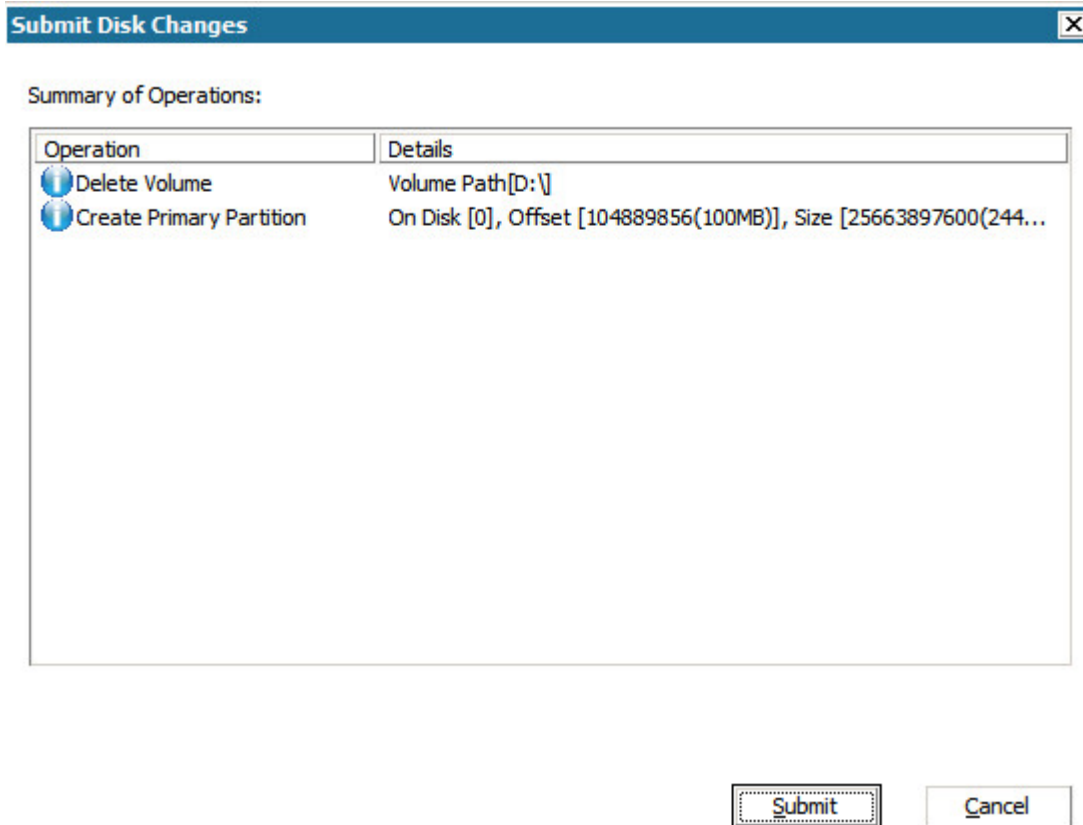 Submit Disk Changes
Summary of Operations:
Operation Details
Delete Volume Volume Path[D:\]
Create Primary Partition On Disk [0], Offset [104889856(100MB)], Size [25663897600(244...
Submit Cancel